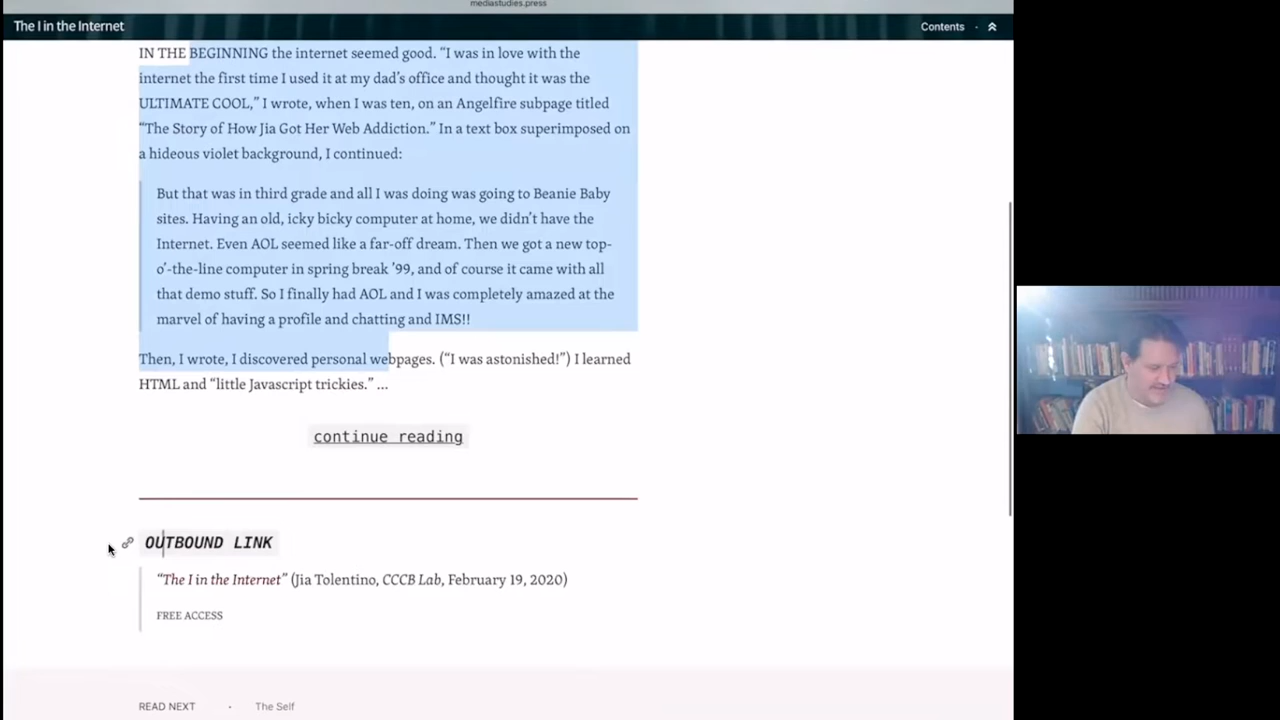 mediastudies.press
The I in the Internet
Contents
IN THE BEGINNING the internet seemed good. “I was in love with the
internet the first time I used it at my dad’s office and thought it was the
ULTIMATE COOL,” I wrote, when I was ten, on an Angelfire subpage titled
“The Story of How Jia Got Her Web Addiction.” In a text box superimposed on
a hideous violet background, I continued:
But that was in third grade and all I was doing was going to Beanie Baby
sites. Having an old, icky bicky computer at home, we didn’t have the
Internet. Even AOL seemed like a far-off dream. Then we got a new top-
o’-the-line computer in spring break ’99, and of course it came with all
that demo stuff. So I finally had AOL and I was completely amazed at the
marvel of having a profile and chatting and IMS!!
Then, I wrote, I discovered personal webpages. (“I was astonished!”) I learned
HTML and “little Javascript trickies.” ...
continue reading
OUTBOUND LINK
“The I in the Internet” (Jia Tolentino, CCCB Lab, February 19, 2020)
FREE ACCESS
READ NEXT · The Self